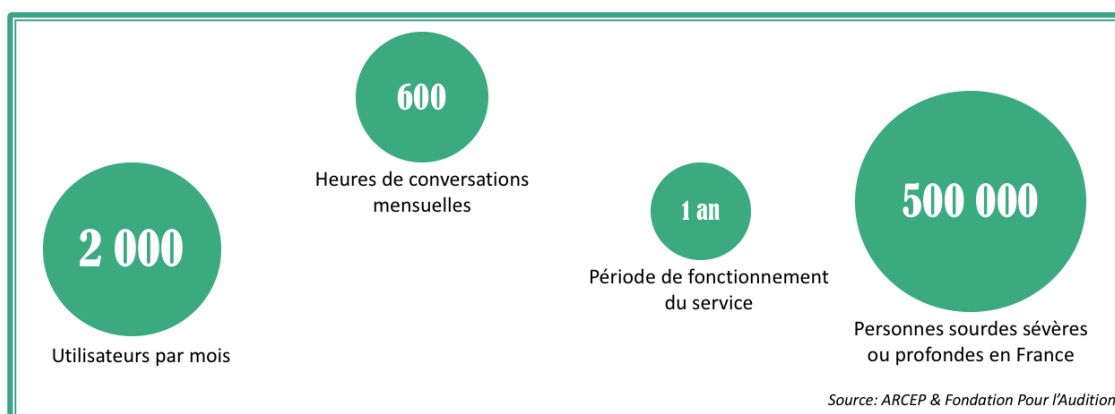 2 000
Utilisateurs par mois
600
Heures de conversations
mensuelles
1 an
Période de fonctionnement
du service
500 000
Personnes sourdes sévères
ou profondes en France
Source: ARCEP & Fondation Pour l'Audition